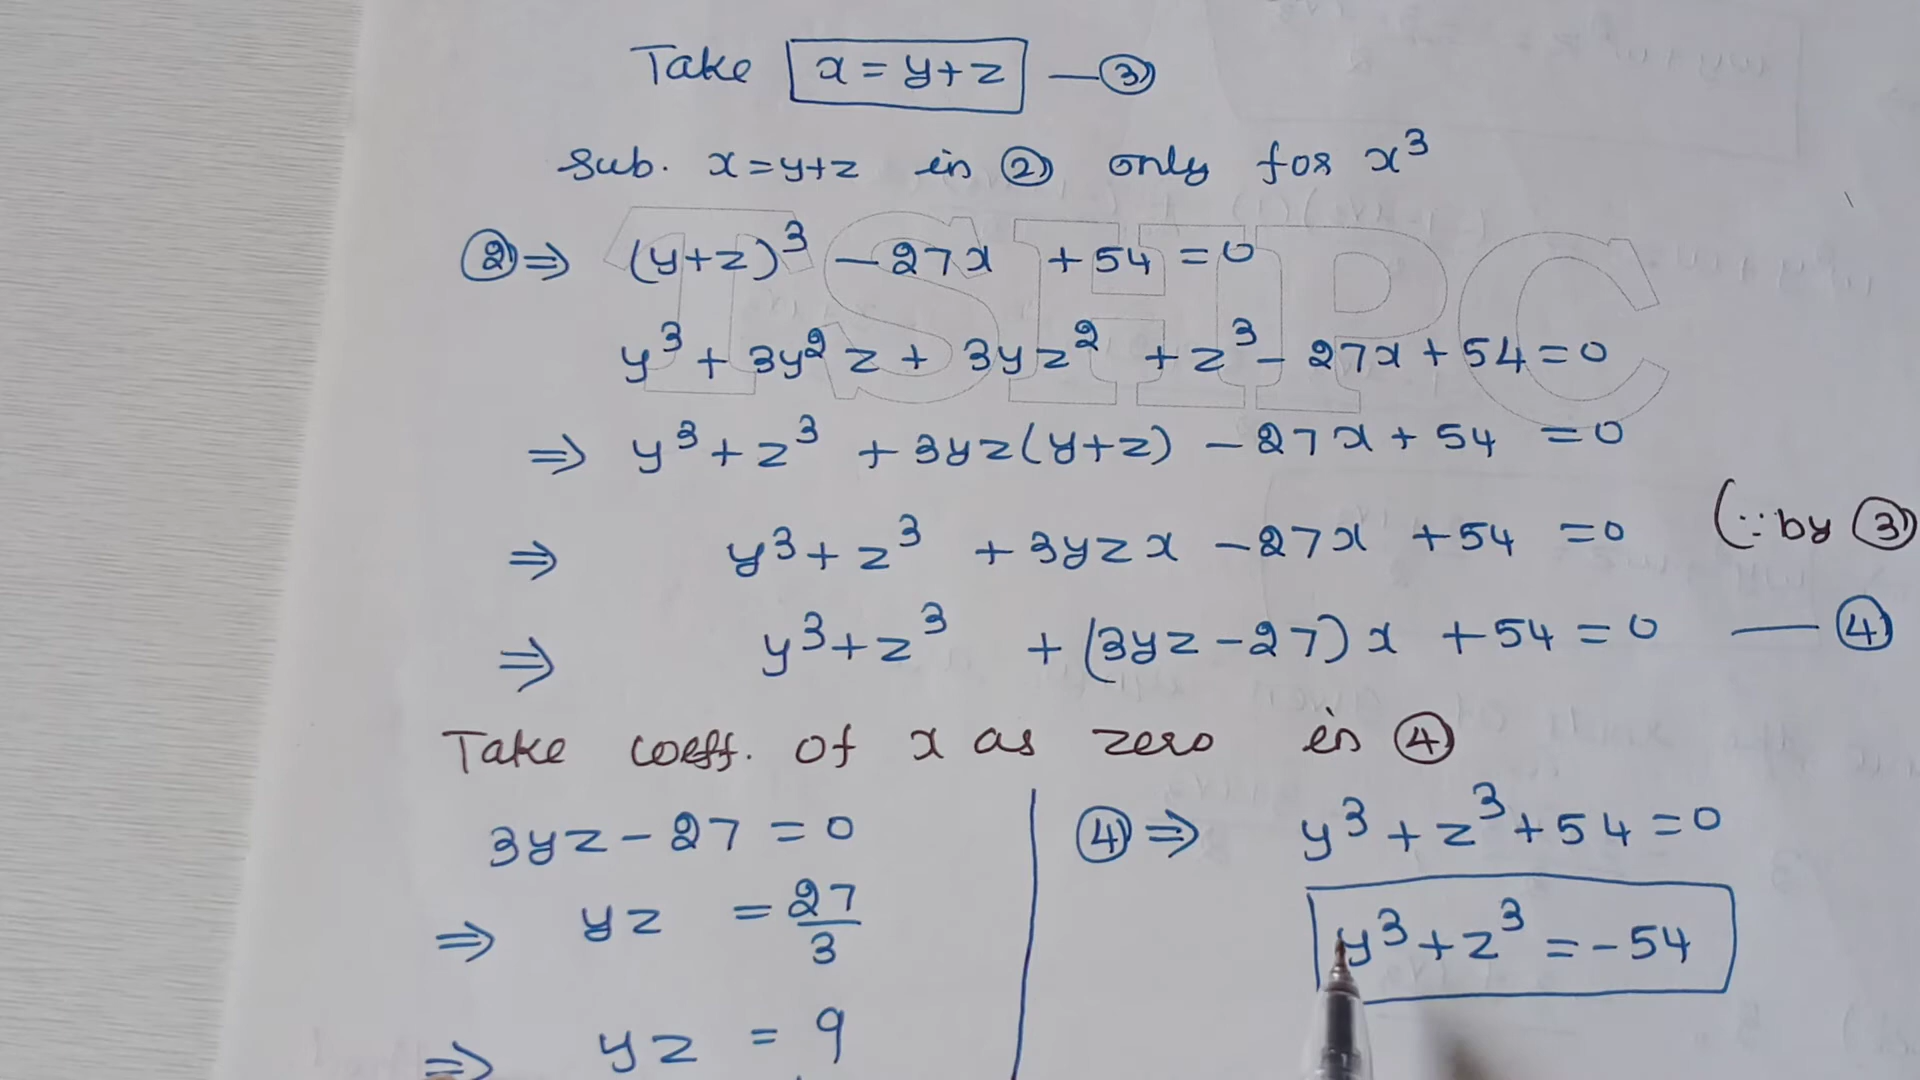 Take x = y+z — ③
Sub. x=y+z in ② only for x³
②⇒ (y+z)³ - 27x + 54 = 0
y³ + 3y²z + 3yz² + z³ - 27x + 54 = 0
⇒ y³ + z³ + 3yz(y+z) - 27x + 54 = 0
⇒ y³ + z³ + 3yzx - 27x + 54 = 0 (∵ by ③)
⇒ y³ + z³ + (3yz - 27)x + 54 = 0 — ④
Take coeff. of x as zero in ④
3yz - 27 = 0
⇒ yz = 27/3
⇒ yz = 9
④⇒ y³ + z³ + 54 = 0
y³ + z³ = -54
TSHPC